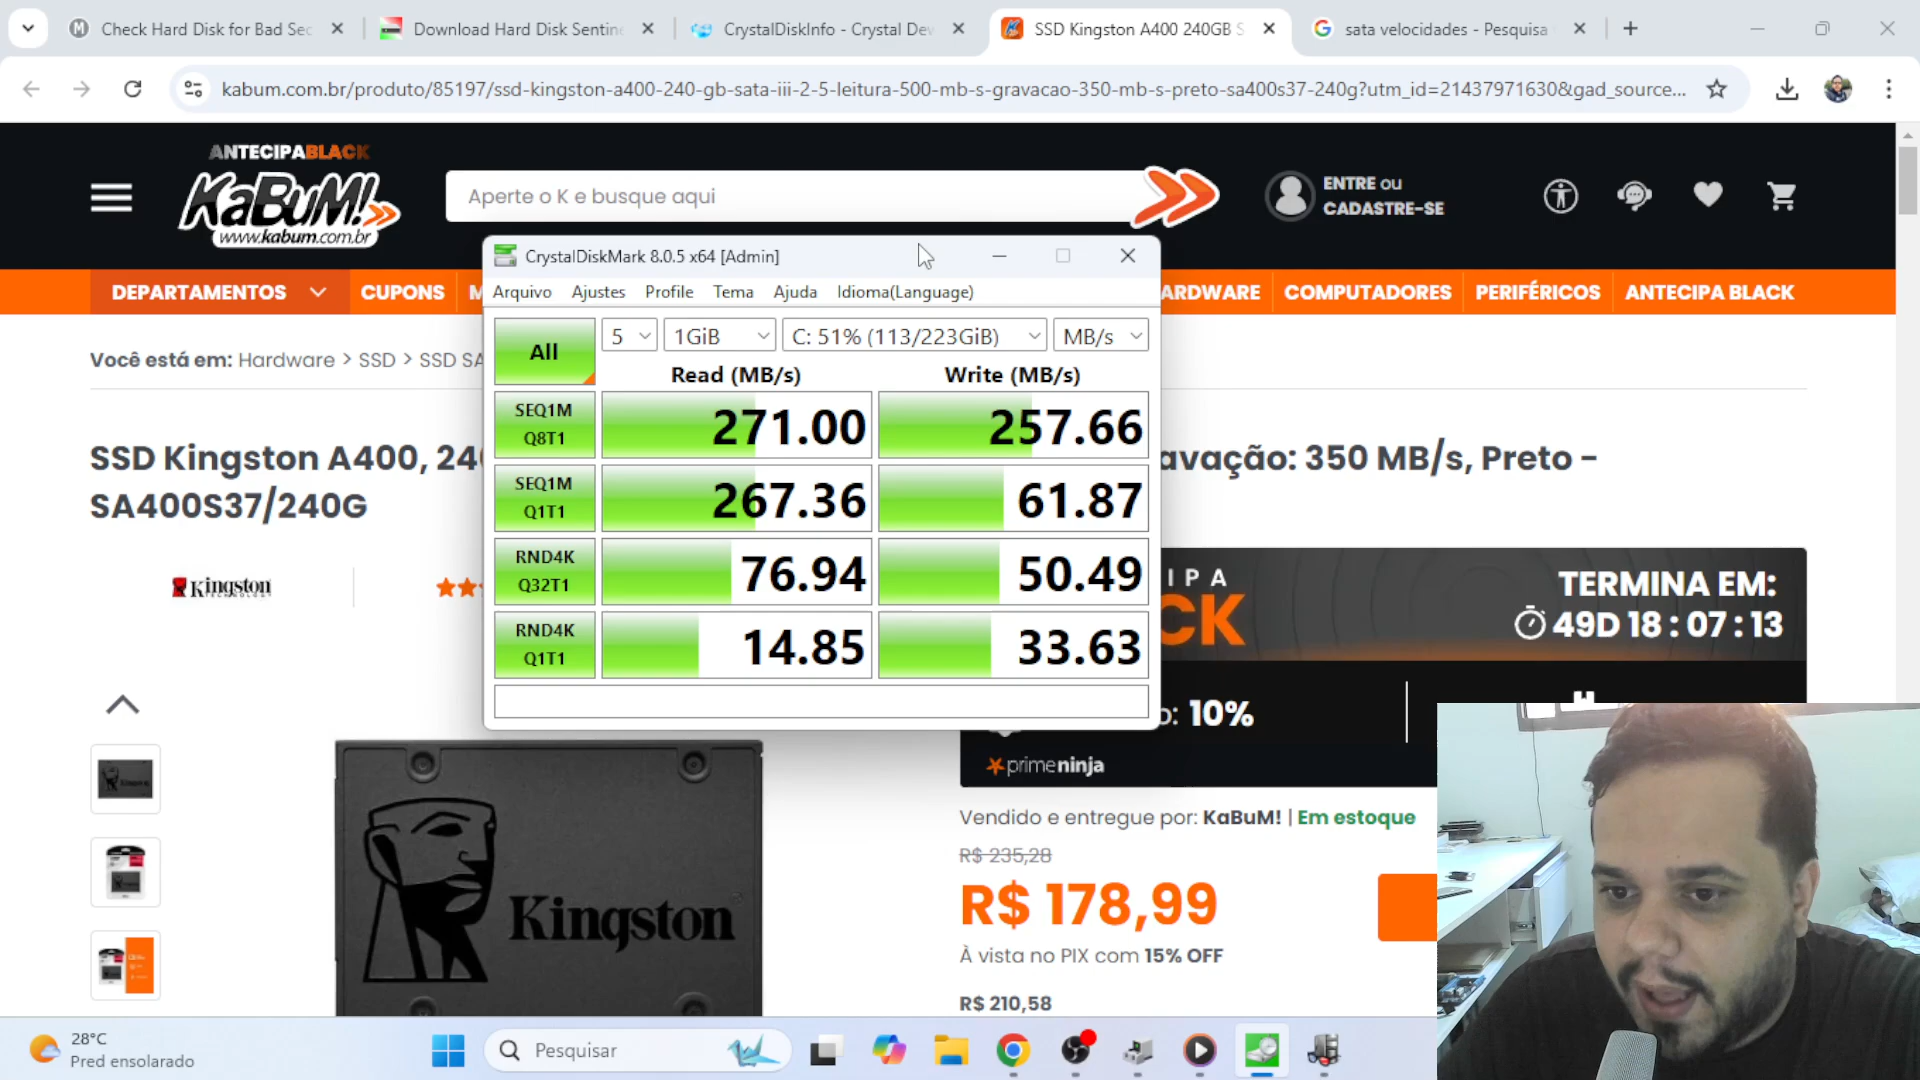 Check Hard Disk for Bad Sec
Download Hard Disk Sentine
CrystalDiskInfo - Crystal Dev
SSD Kingston A400 240GB S
sata velocidades - Pesquisa
kabum.com.br/produto/85197/ssd-kingston-a400-240-gb-sata-iii-2-5-leitura-500-mb-s-gravacao-350-mb-s-preto-sa400s37-240g?utm_id=21437971630&gad_source...
ANTECIPABLACK
KaBuM!
www.kabum.com.br
Aperte o K e busque aqui
ENTRE ou
CADASTRE-SE
DEPARTAMENTOS
CUPONS
M
ARDWARE
COMPUTADORES
PERIFÉRICOS
ANTECIPA BLACK
CrystalDiskMark 8.0.5 x64 [Admin]
Arquivo Ajustes Profile Tema Ajuda Idioma(Language)
All
5
1GiB
C: 51% (113/223GiB)
MB/s
Read (MB/s)
Write (MB/s)
SEQ1M
Q8T1
271.00
257.66
SEQ1M
Q1T1
267.36
61.87
RND4K
Q32T1
76.94
50.49
RND4K
Q1T1
14.85
33.63
Você está em: Hardware > SSD > SSD SA
SSD Kingston A400, 24
avação: 350 MB/s, Preto -
SA400S37/240G
Kingston
TECHNOLOGY
IPA
CK
TERMINA EM:
49D 18 : 07 : 13
o: 10%
primeninja
Vendido e entregue por: KaBuM! | Em estoque
R$ 235,28
R$ 178,99
À vista no PIX com 15% OFF
R$ 210,58
Kingston
28°C
Pred ensolarado
Pesquisar